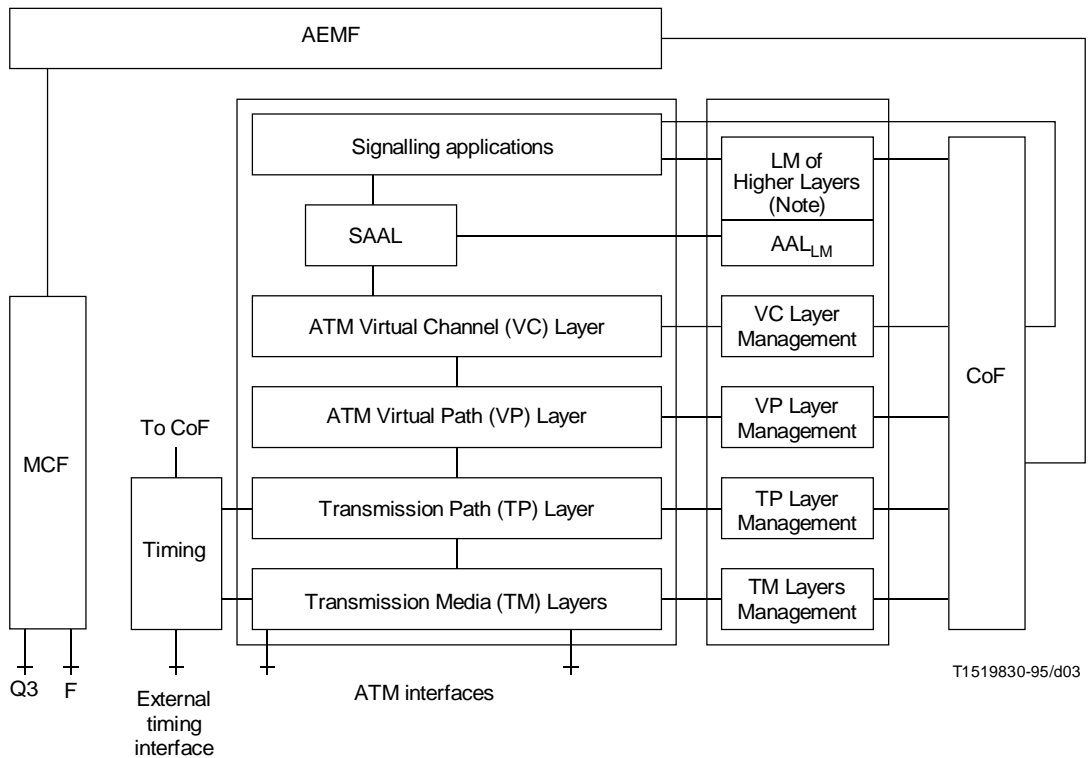 AEMF
Signalling applications
LM of
Higher Layers
(Note)
SAAL
AAL_LM
ATM Virtual Channel (VC) Layer
VC Layer
Management
CoF
ATM Virtual Path (VP) Layer
VP Layer
Management
To CoF
MCF
Transmission Path (TP) Layer
TP Layer
Management
Timing
Transmission Media (TM) Layers
TM Layers
Management
T1519830-95/d03
Q3
F
External
timing
interface
ATM interfaces